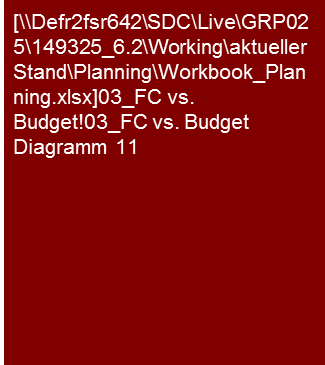 [\\Defr2fsr642\SDC\Live\GRP02
5\149325_6.2\Working\aktueller
Stand\Planning\Workbook_Plan
ning.xlsx]03_FC vs.
Budget!03_FC vs. Budget
Diagramm 11